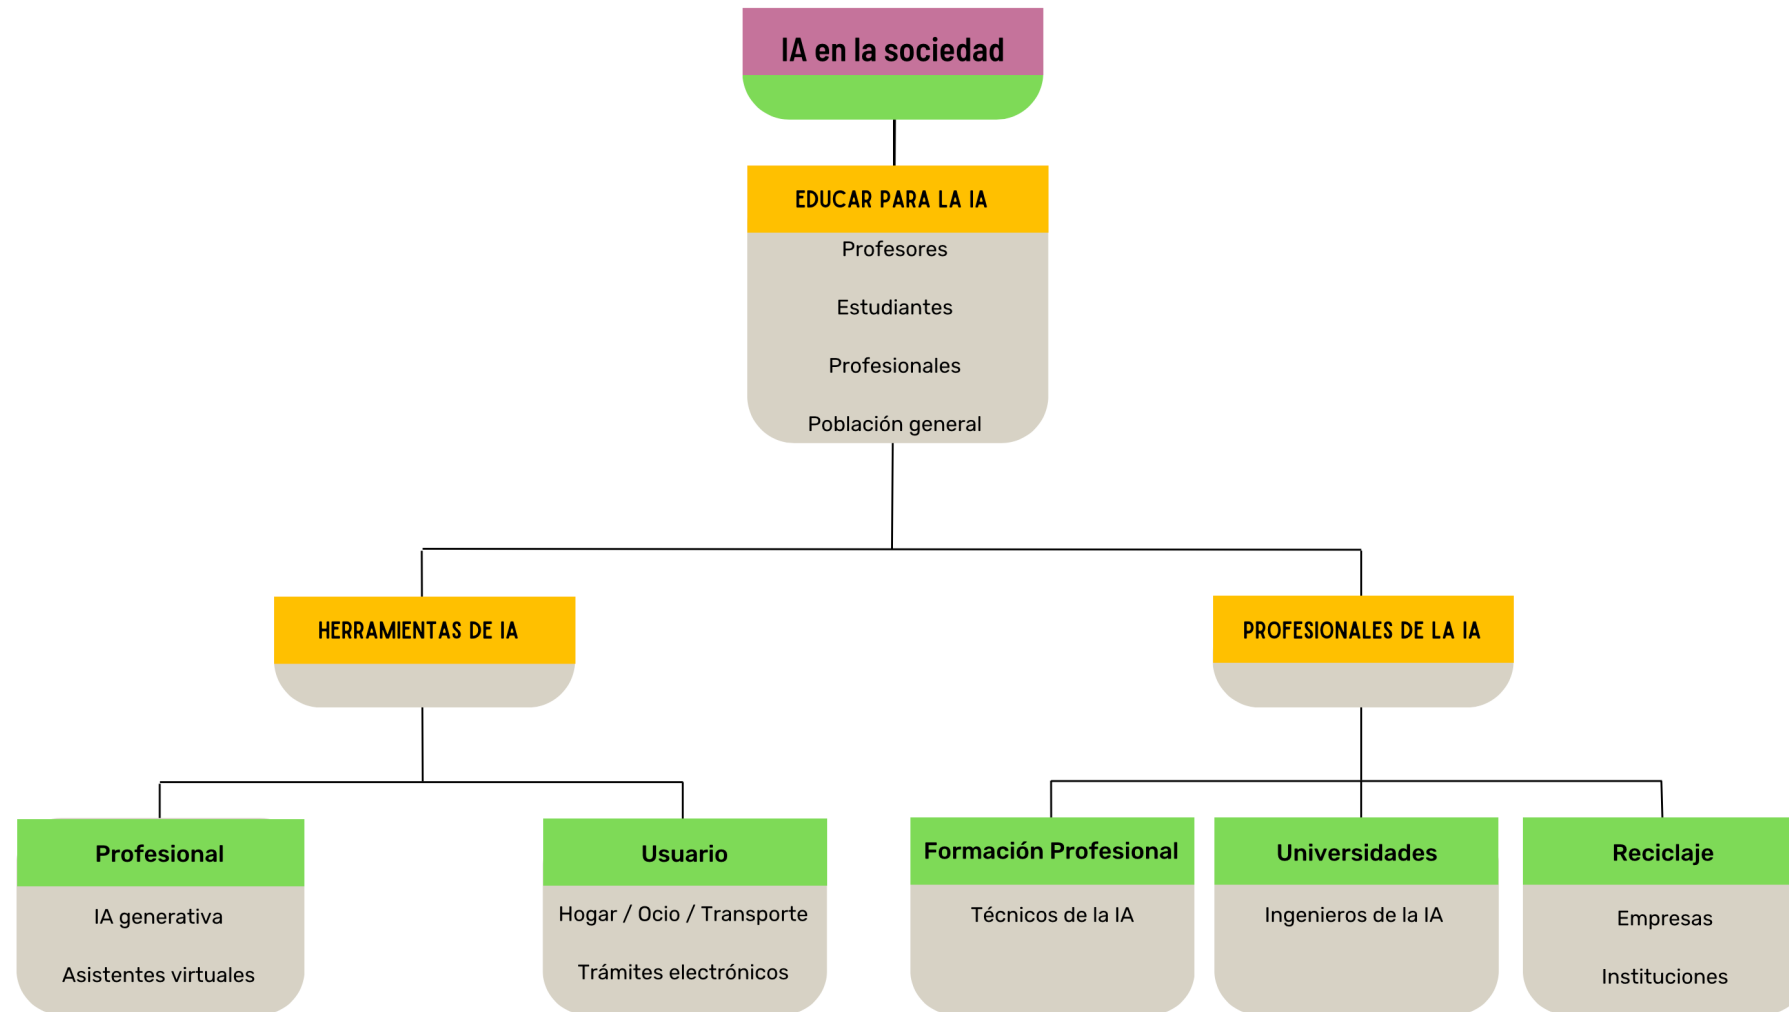 IA en la sociedad
EDUCAR PARA LA IA
Profesores
Estudiantes
Profesionales
Población general
HERRAMIENTAS DE IA
PROFESIONALES DE LA IA
Profesional
IA generativa
Asistentes virtuales
Usuario
Hogar / Ocio / Transporte
Trámites electrónicos
Formación Profesional
Técnicos de la IA
Universidades
Ingenieros de la IA
Reciclaje
Empresas
Instituciones